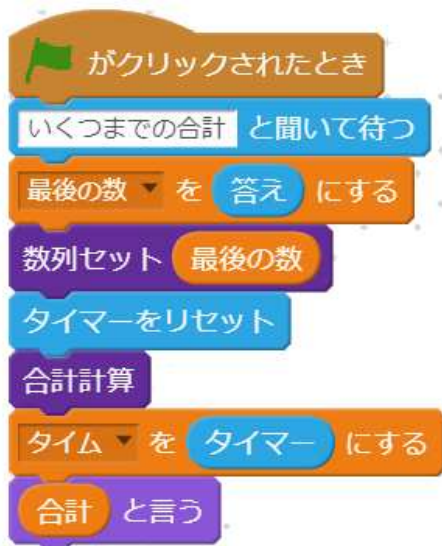 がクリックされたとき
いくつまでの合計 と聞いて待つ
最後の数 を 答え にする
数列セット 最後の数
タイマーをリセット
合計計算
タイム を タイマー にする
合計 と言う